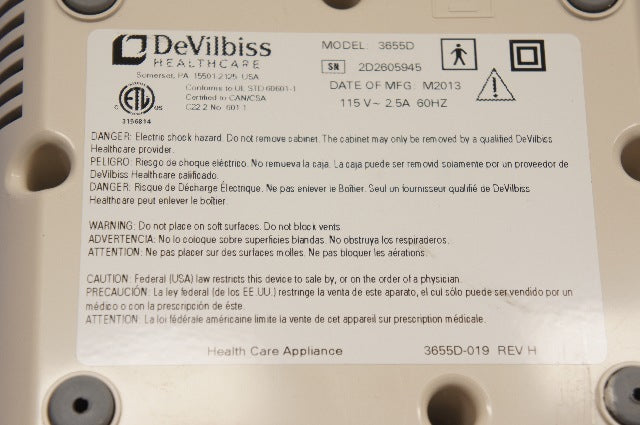 DeVilbiss
HEALTHCARE
Somerset, PA 15501-2125 USA
MODEL: 3655D
SN 2D2605945
DATE OF MFG: M2013
115 V~ 2.5A 60HZ
Conforms to UL STD 60601-1
Certified to CAN/CSA
C22.2 No. 601.1
C US
3156814
DANGER: Electric shock hazard. Do not remove cabinet. The cabinet may only be removed by a qualified DeVilbiss
Healthcare provider.
PELIGRO: Riesgo de choque eléctrico. No remueva la caja. La caja puede ser removid solamente por un proveedor de
DeVilbiss Healthcare calificado.
DANGER: Risque de Décharge Électrique. Ne pas enlever le Boîtier. Seul un fournisseur qualifié de DeVilbiss
Healthcare peut enlever le boîtier.
WARNING: Do not place on soft surfaces. Do not block vents.
ADVERTENCIA: No lo coloque sobre superficies blandas. No obstruya los respiraderos.
ATTENTION: Ne pas placer sur des surfaces molles. Ne pas bloquer les aérations.
CAUTION: Federal (USA) law restricts this device to sale by, or on the order of a physician.
PRECAUCIÓN: La ley federal (de los EE.UU.) restringe la venta de este aparato, el cul sólo puede ser vendido por un
médico o con la prescripción de éste.
ATTENTION: La loi fédérale américaine limite la vente de cet appareil sur prescription médicale.
Health Care Appliance 3655D-019 REV H